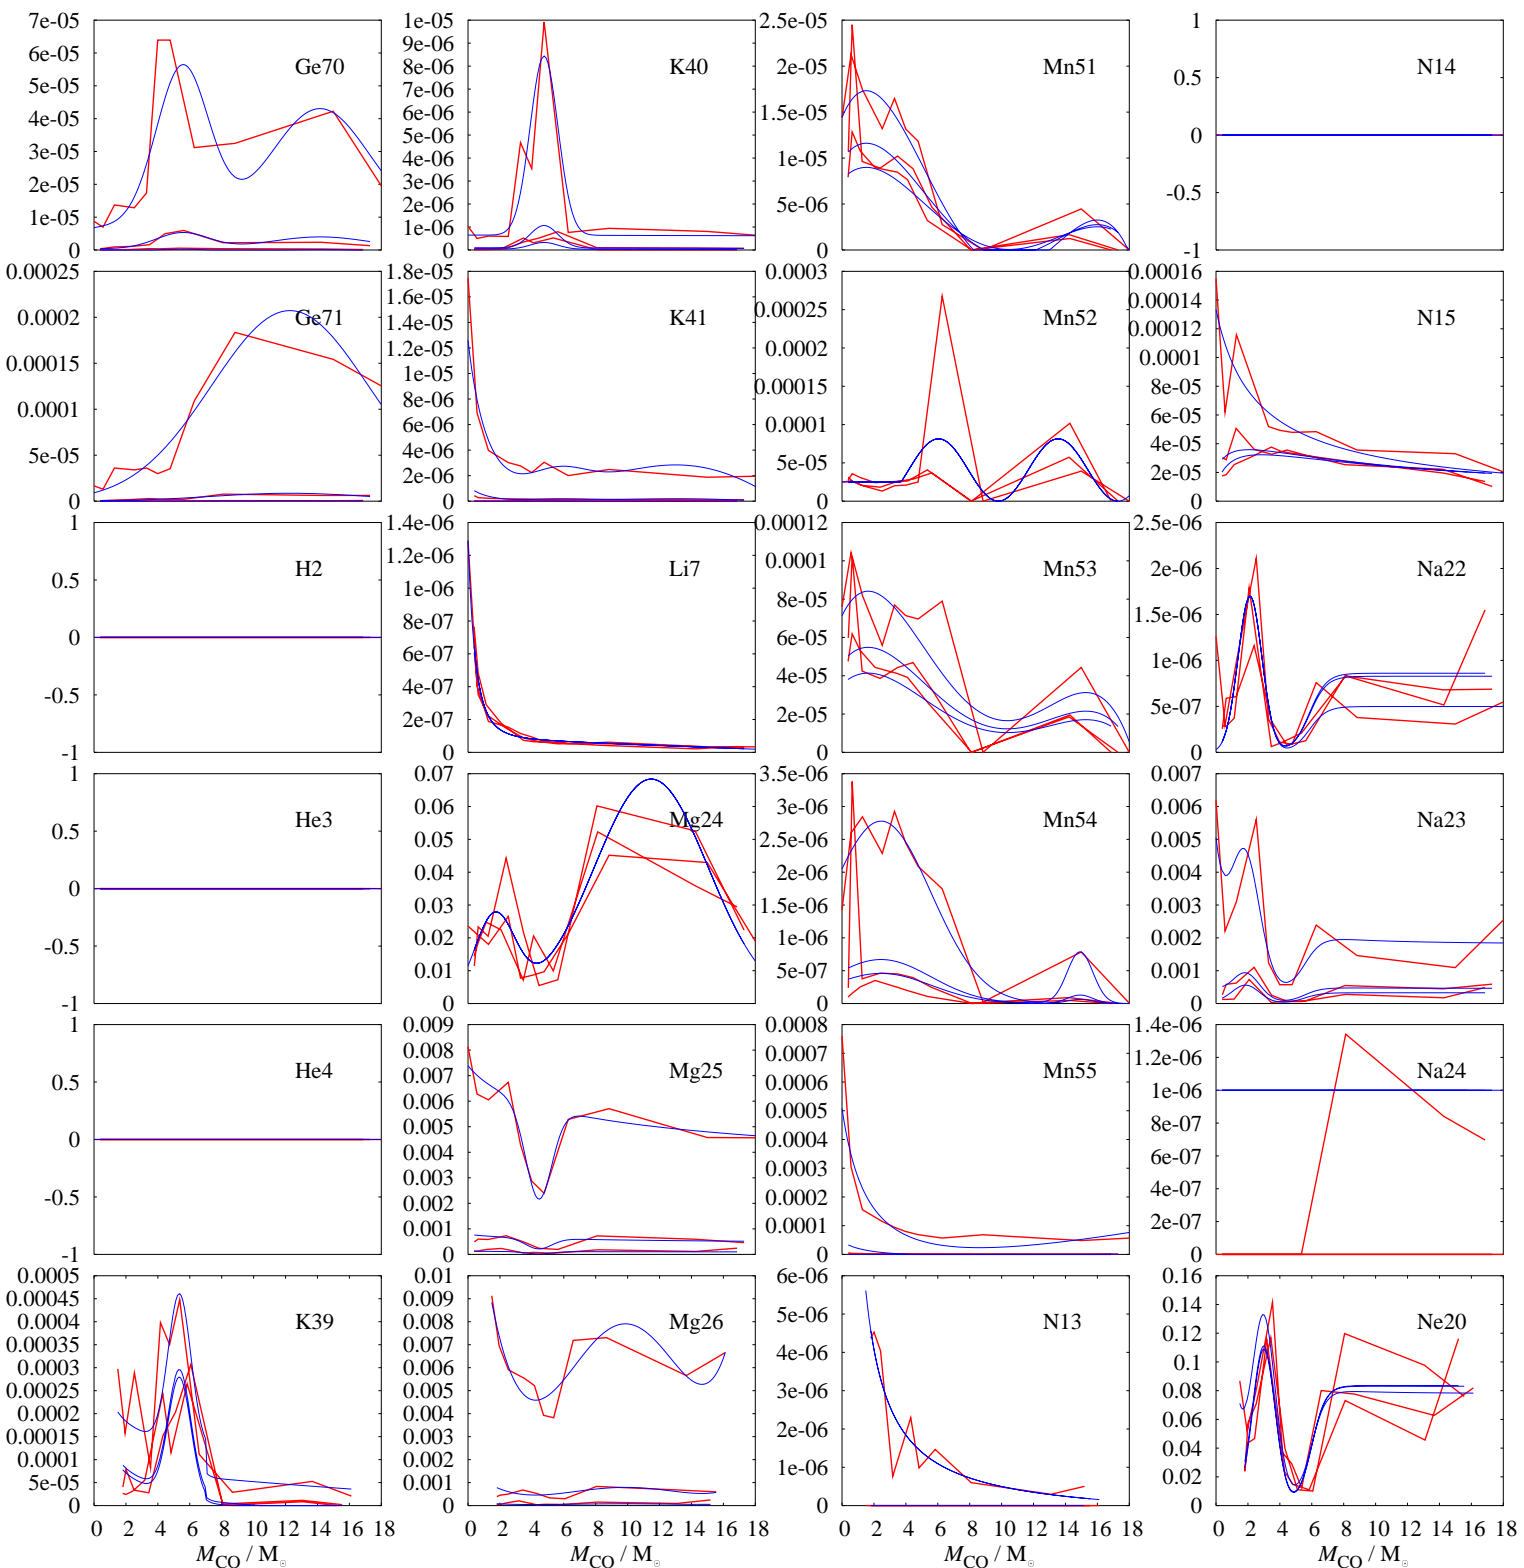 7e-05
6e-05
5e-05
4e-05
3e-05
2e-05
1e-05
0
Ge70
1e-05
9e-06
8e-06
7e-06
6e-06
5e-06
4e-06
3e-06
2e-06
1e-06
0
K40
2.5e-05
2e-05
1.5e-05
1e-05
5e-06
0
Mn51
1
0.5
0
-0.5
-1
N14
0.00025
0.0002
0.00015
0.0001
5e-05
0
Ge71
1.8e-05
1.6e-05
1.4e-05
1.2e-05
1e-05
8e-06
6e-06
4e-06
2e-06
0
K41
0.0003
0.00025
0.0002
0.00015
0.0001
5e-05
0
Mn52
0.00016
0.00014
0.00012
0.0001
8e-05
6e-05
4e-05
2e-05
0
N15
1
0.5
0
-0.5
-1
H2
1.4e-06
1.2e-06
1e-06
8e-07
6e-07
4e-07
2e-07
0
Li7
0.00012
0.0001
8e-05
6e-05
4e-05
2e-05
0
Mn53
2.5e-06
2e-06
1.5e-06
1e-06
5e-07
0
Na22
1
0.5
0
-0.5
-1
He3
0.07
0.06
0.05
0.04
0.03
0.02
0.01
0
Mg24
3.5e-06
3e-06
2.5e-06
2e-06
1.5e-06
1e-06
5e-07
0
Mn54
0.007
0.006
0.005
0.004
0.003
0.002
0.001
0
Na23
1
0.5
0
-0.5
-1
He4
0.009
0.008
0.007
0.006
0.005
0.004
0.003
0.002
0.001
0
Mg25
0.0008
0.0007
0.0006
0.0005
0.0004
0.0003
0.0002
0.0001
0
Mn55
1.4e-06
1.2e-06
1e-06
8e-07
6e-07
4e-07
2e-07
0
Na24
0.0005
0.00045
0.0004
0.00035
0.0003
0.00025
0.0002
0.00015
0.0001
5e-05
0
K39
0 2 4 6 8 10 12 14 16 18
M_CO / M_☉
0.01
0.009
0.008
0.007
0.006
0.005
0.004
0.003
0.002
0.001
0
Mg26
0 2 4 6 8 10 12 14 16 18
M_CO / M_☉
6e-06
5e-06
4e-06
3e-06
2e-06
1e-06
0
N13
0 2 4 6 8 10 12 14 16 18
M_CO / M_☉
0.16
0.14
0.12
0.1
0.08
0.06
0.04
0.02
0
Ne20
0 2 4 6 8 10 12 14 16 18
M_CO / M_☉